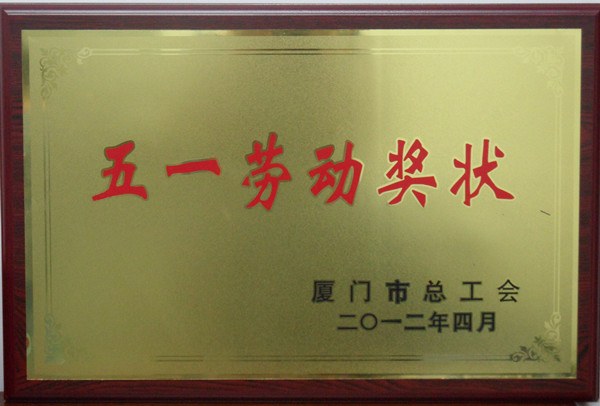 五一劳动奖状
厦门市总工会
二〇一二年四月